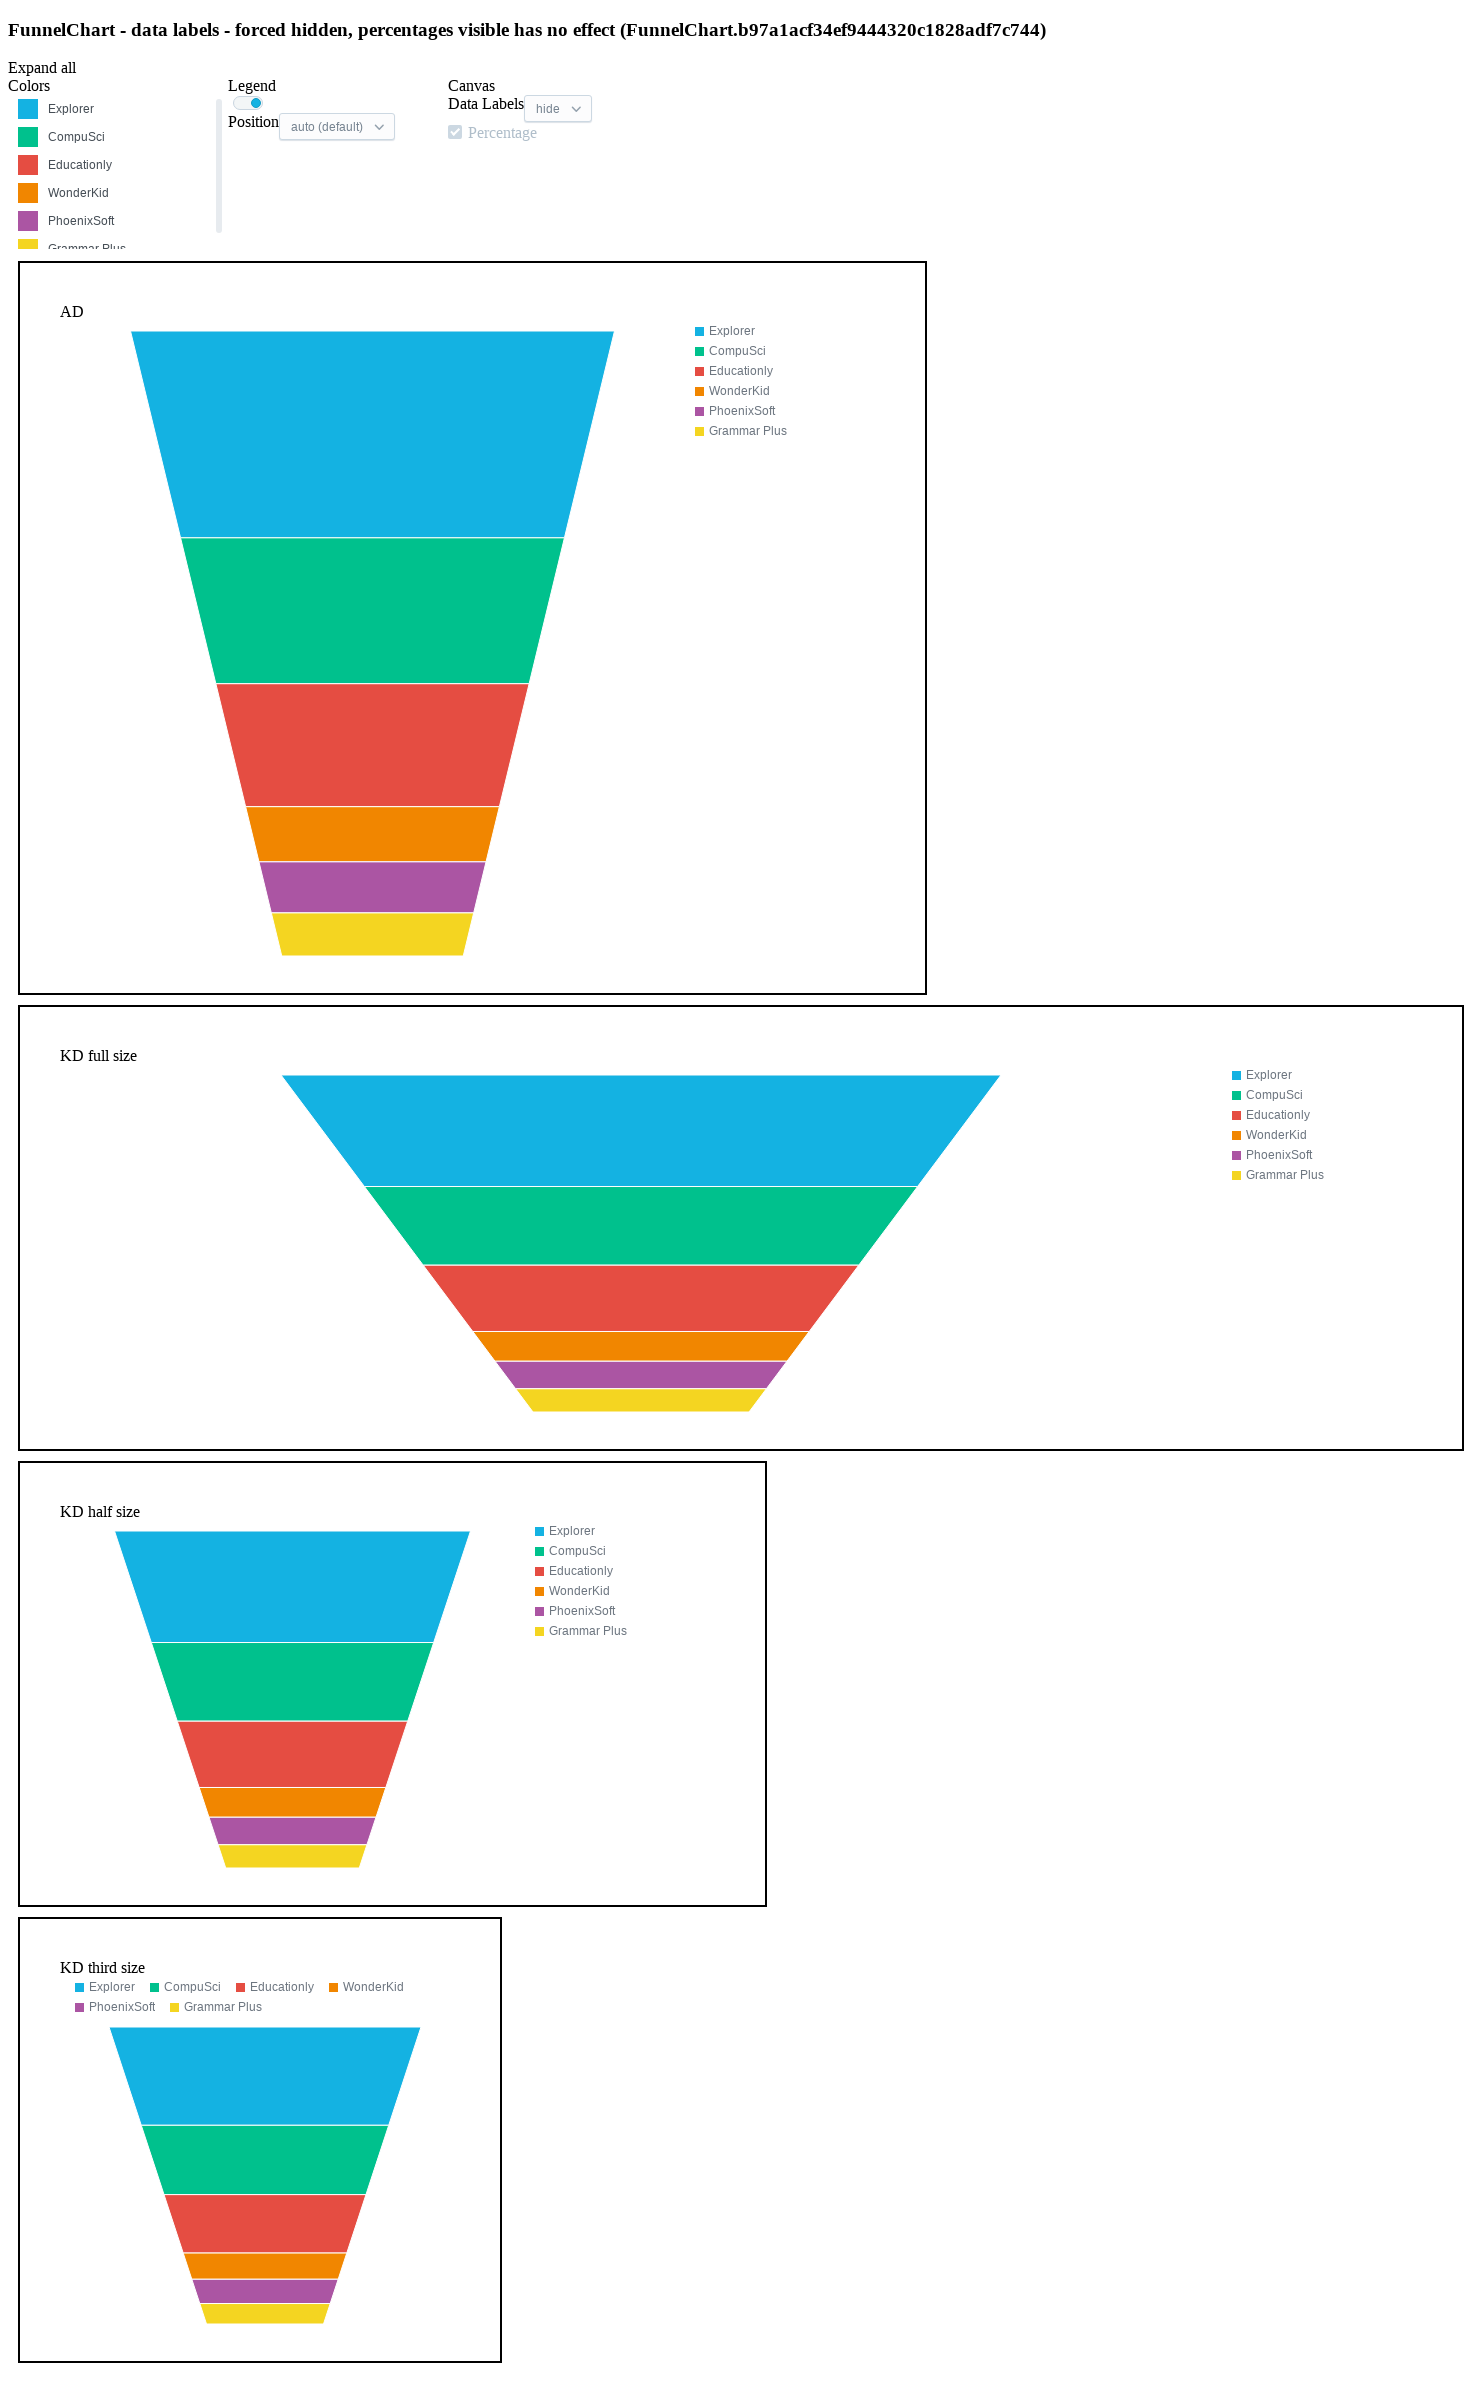 FunnelChart - data labels - forced hidden, percentages visible has no effect (FunnelChart.b97a1acf34ef9444320c1828adf7c744)
Expand all
Colors
Explorer
CompuSci
Educationly
WonderKid
PhoenixSoft
Grammar Plus
Legend
Position auto (default)
Canvas
Data Labels hide
Percentage
AD
Explorer
CompuSci
Educationly
WonderKid
PhoenixSoft
Grammar Plus
KD full size
Explorer
CompuSci
Educationly
WonderKid
PhoenixSoft
Grammar Plus
KD half size
Explorer
CompuSci
Educationly
WonderKid
PhoenixSoft
Grammar Plus
KD third size
Explorer CompuSci Educationly WonderKid
PhoenixSoft Grammar Plus